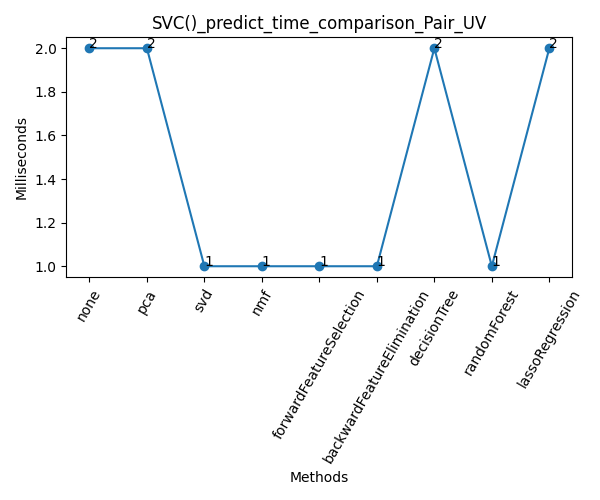 SVC()_predict_time_comparison_Pair_UV
2.0
1.8
1.6
1.4
1.2
1.0
Milliseconds
2
2
1
1
1
1
2
1
2
none
pca
svd
nmf
forwardFeatureSelection
backwardFeatureElimination
decisionTree
randomForest
lassoRegression
Methods